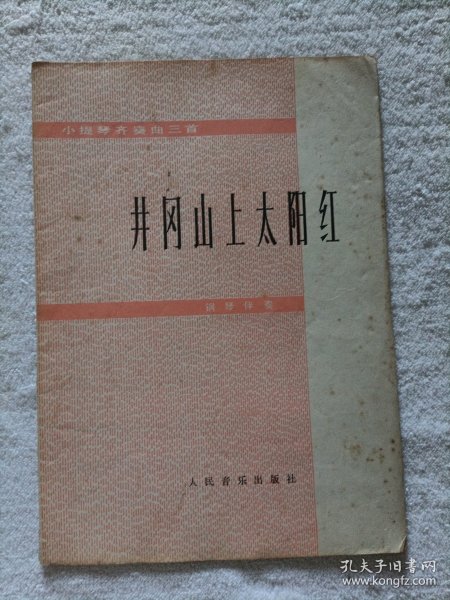 小提琴齐奏曲三首
井冈山上太阳红
钢琴伴奏
人民音乐出版社
孔夫子旧书网
www.kongfz.com